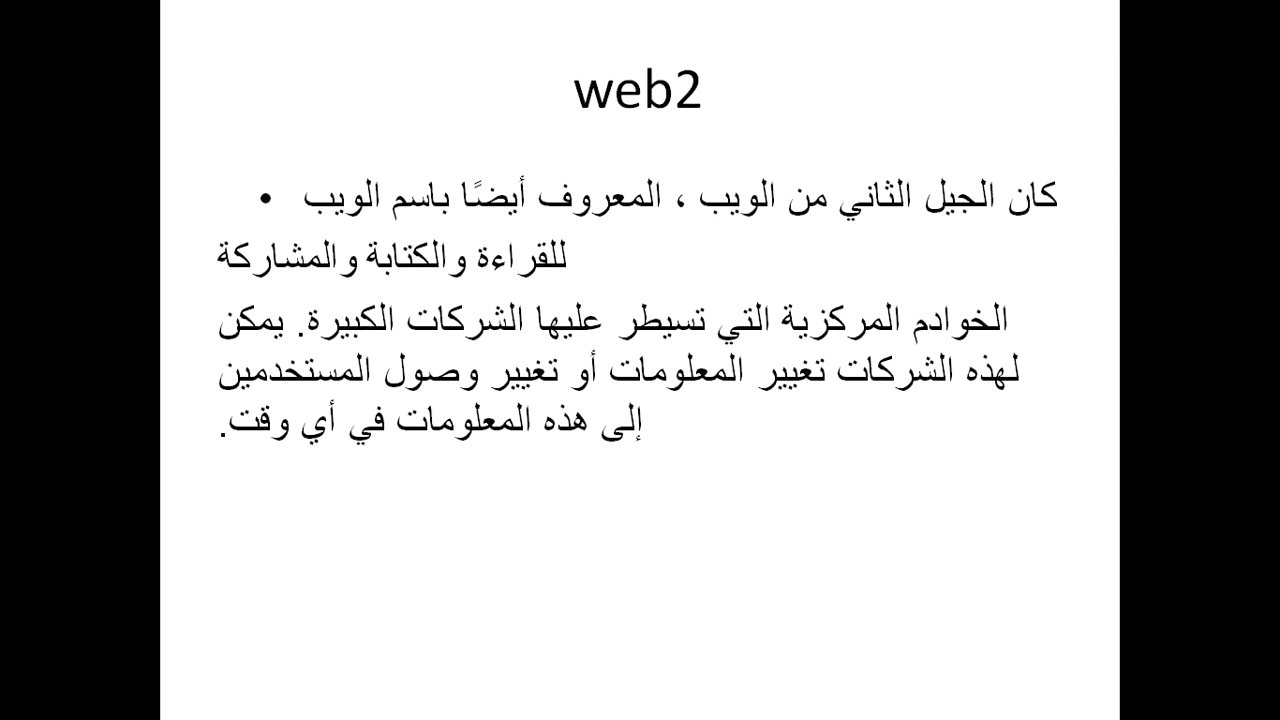 web2
• كان الجيل الثاني من الويب ، المعروف أيضًا باسم الويب
للقراءة والكتابة والمشاركة
الخوادم المركزية التي تسيطر عليها الشركات الكبيرة. يمكن
لهذه الشركات تغيير المعلومات أو تغيير وصول المستخدمين
إلى هذه المعلومات في أي وقت.